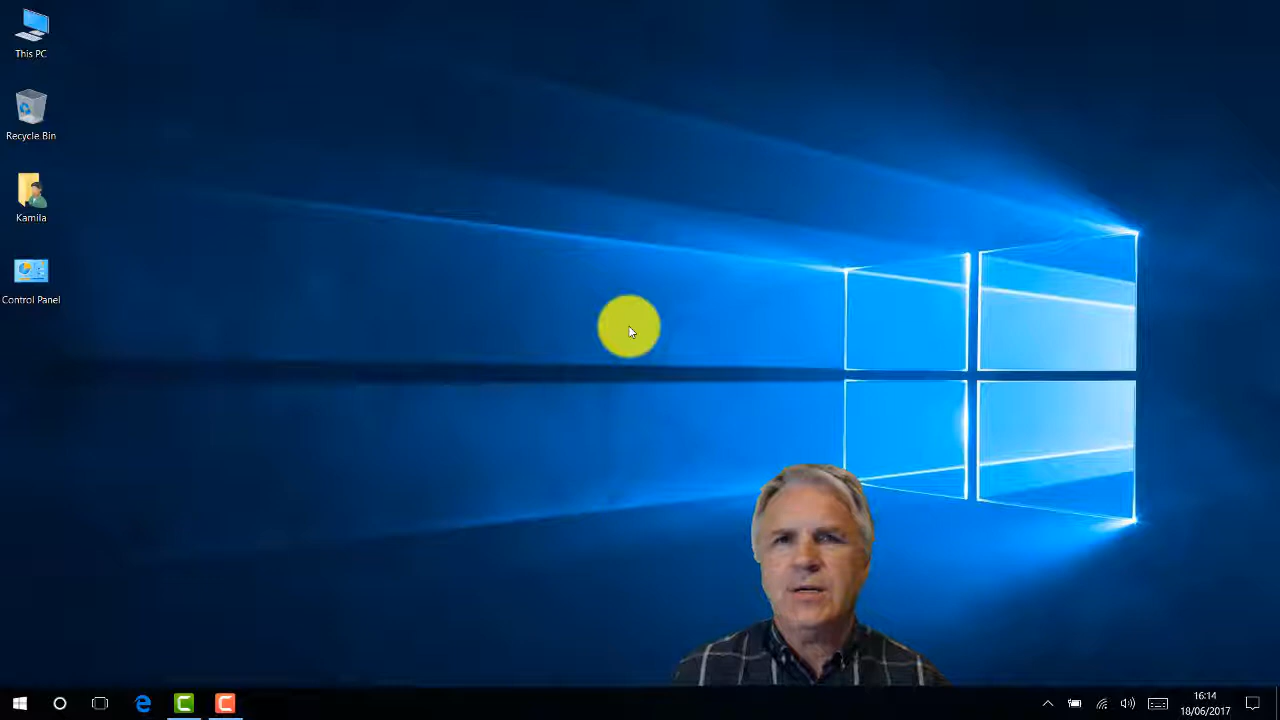 This PC
Recycle Bin
Kamila
Control Panel
16:14
18/06/2017